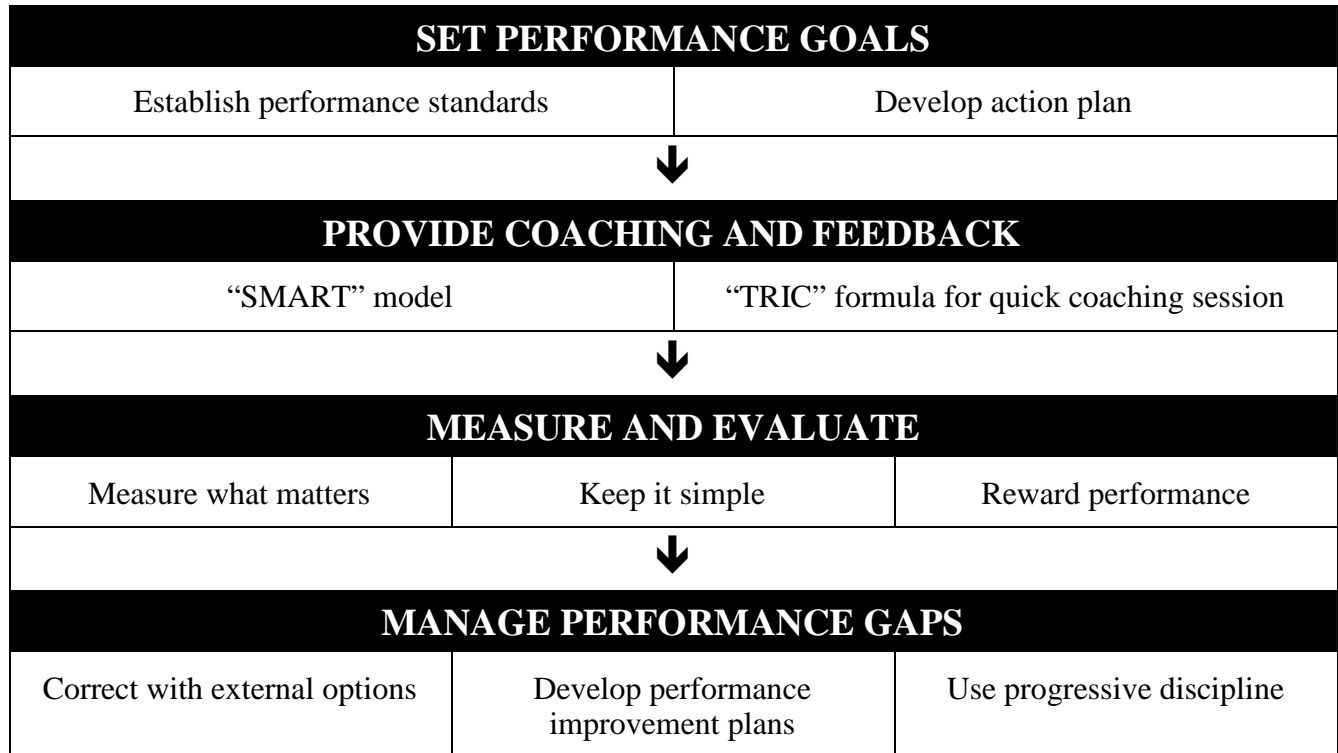 SET PERFORMANCE GOALS
Establish performance standards
Develop action plan
PROVIDE COACHING AND FEEDBACK
“SMART” model
“TRIC” formula for quick coaching session
MEASURE AND EVALUATE
Measure what matters
Keep it simple
Reward performance
MANAGE PERFORMANCE GAPS
Correct with external options
Develop performance
improvement plans
Use progressive discipline